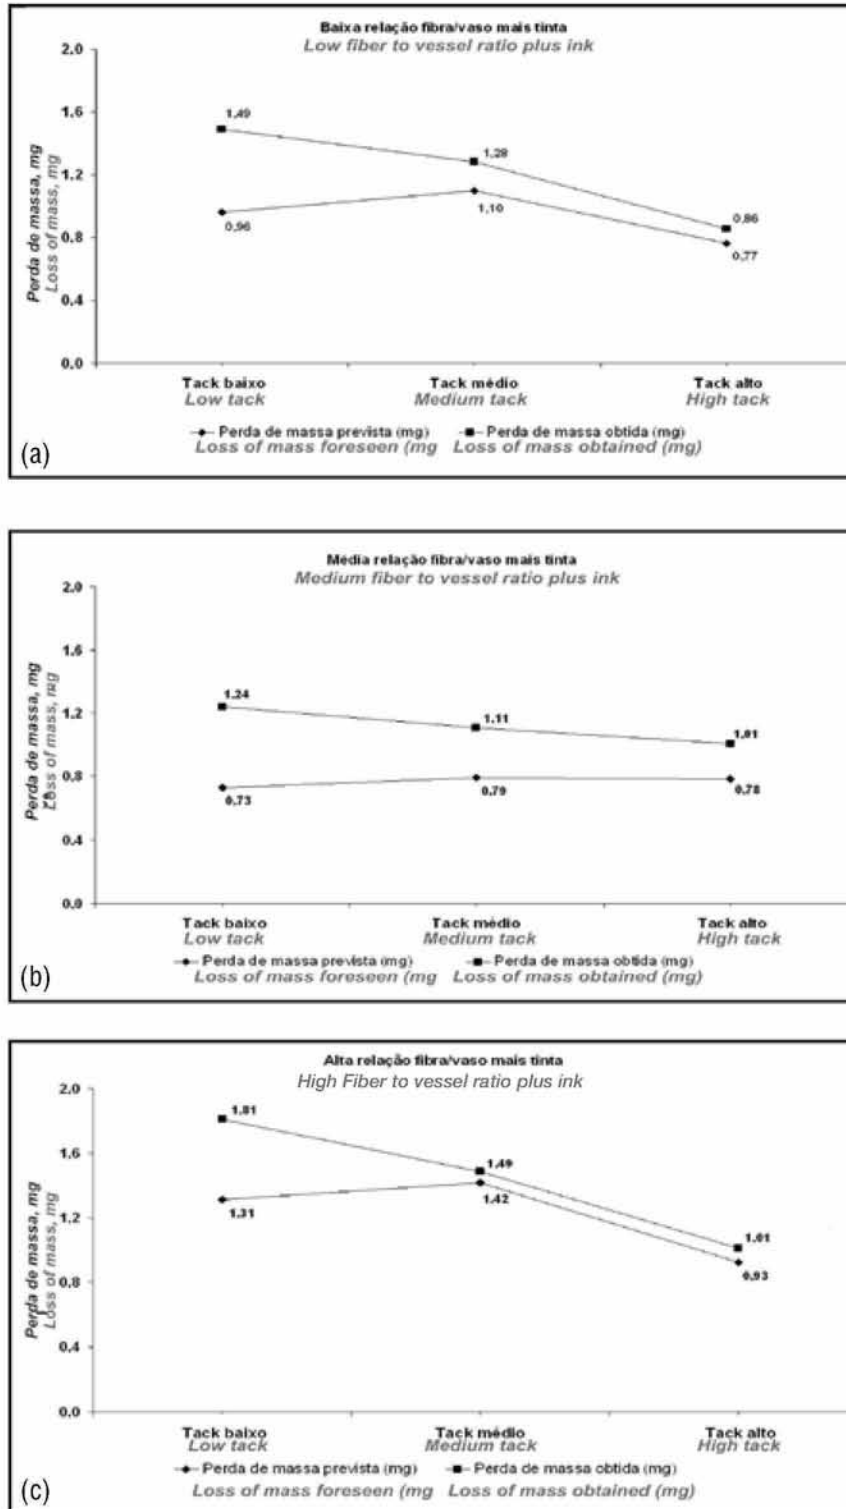 Baixa relação fibra/vaso mais tinta
Low fiber to vessel ratio plus ink
Perda de massa, mg
Loss of mass, mg
2.0
1.6
1.2
0.8
0.4
0.0
1,49
1,28
0,86
0,96
1,10
0,77
Tack baixo Tack médio Tack alto
Low tack Medium tack High tack
Perda de massa prevista (mg) Perda de massa obtida (mg)
Loss of mass foreseen (mg Loss of mass obtained (mg)
(a)
Média relação fibra/vaso mais tinta
Medium fiber to vessel ratio plus ink
Perda de massa, mg
Loss of mass, mg
2.0
1.6
1.2
0.8
0.4
0.0
1.24
1.11
1,01
0,73
0,79
0,78
Tack baixo Tack médio Tack alto
Low tack Medium tack High tack
Perda de massa prevista (mg) Perda de massa obtida (mg)
Loss of mass foreseen (mg Loss of mass obtained (mg)
(b)
Alta relação fibra/vaso mais tinta
High Fiber to vessel ratio plus ink
Perda de massa, mg
Loss of mass, mg
2.0
1.6
1.2
0.8
0.4
0.0
1,81
1.49
1,01
1,31
1,42
0,93
Tack baixo Tack médio Tack alto
Low tack Medium tack High tack
Perda de massa prevista (mg) Perda de massa obtida (mg)
Loss of mass foreseen (mg Loss of mass obtained (mg)
(c)